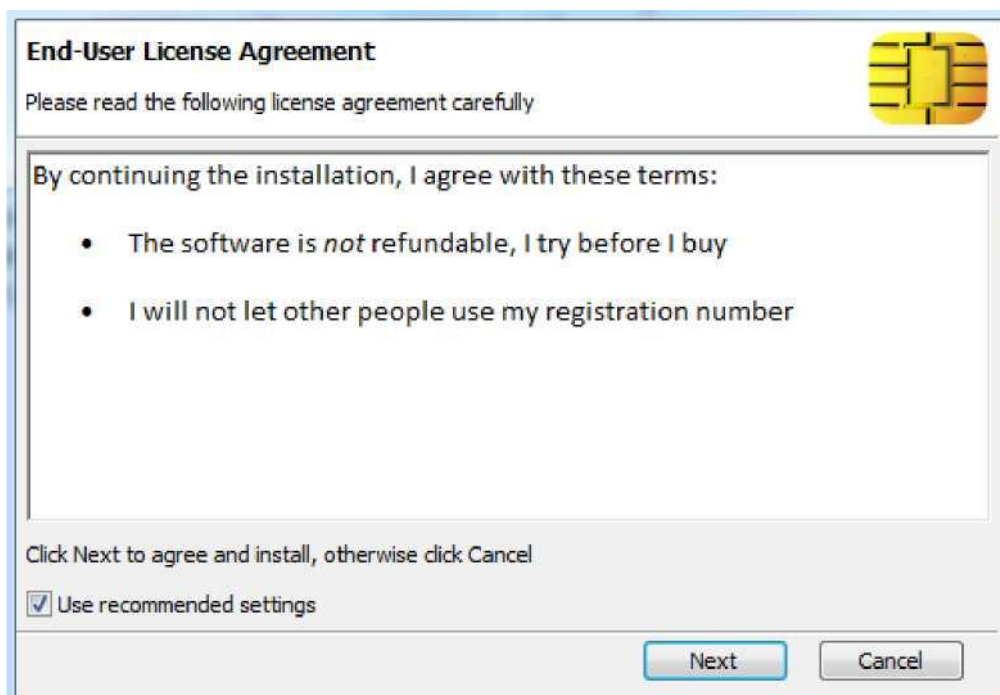 End-User License Agreement
Please read the following license agreement carefully
By continuing the installation, I agree with these terms:
• The software is not refundable, I try before I buy
• I will not let other people use my registration number
Click Next to agree and install, otherwise click Cancel
Use recommended settings
Next Cancel